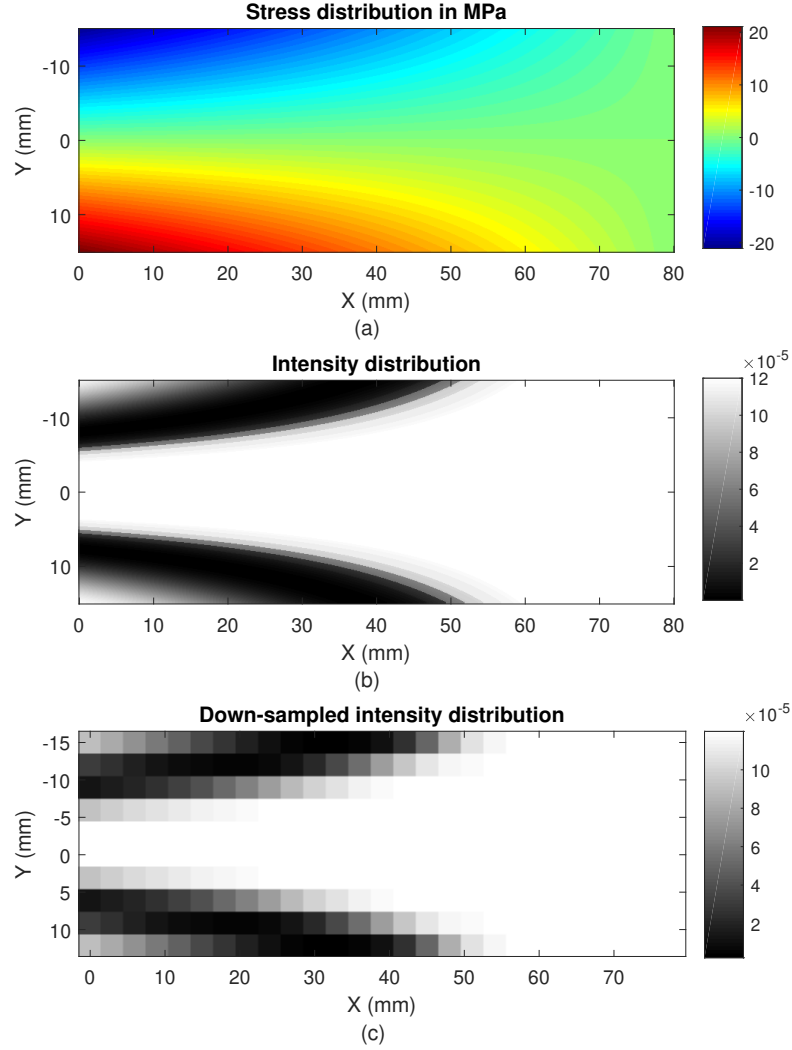 Stress distribution in MPa
-10
0
10
Y (mm)
0 10 20 30 40 50 60 70 80
X (mm)
20
10
0
-10
-20
(a)
Intensity distribution
×10-5
-10
0
10
Y (mm)
0 10 20 30 40 50 60 70 80
X (mm)
12
10
8
6
4
2
(b)
Down-sampled intensity distribution
×10-5
-15
-10
-5
0
5
10
Y (mm)
0 10 20 30 40 50 60 70
X (mm)
10
8
6
4
2
(c)